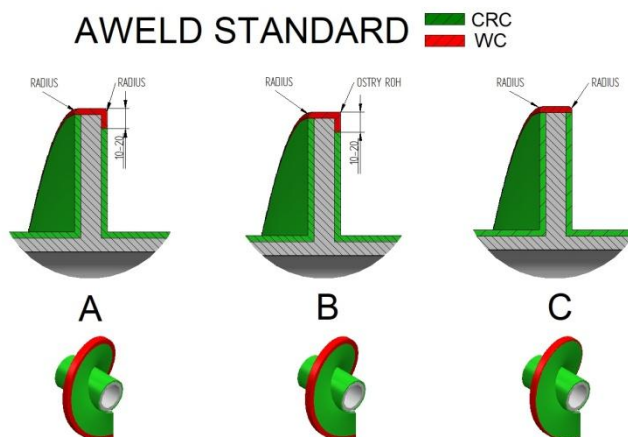 AWELD STANDARD
CRC
WC
RADIUS
RADIUS
10-20
RADIUS
OSTRY ROH
10-20
RADIUS
RADIUS
A
B
C